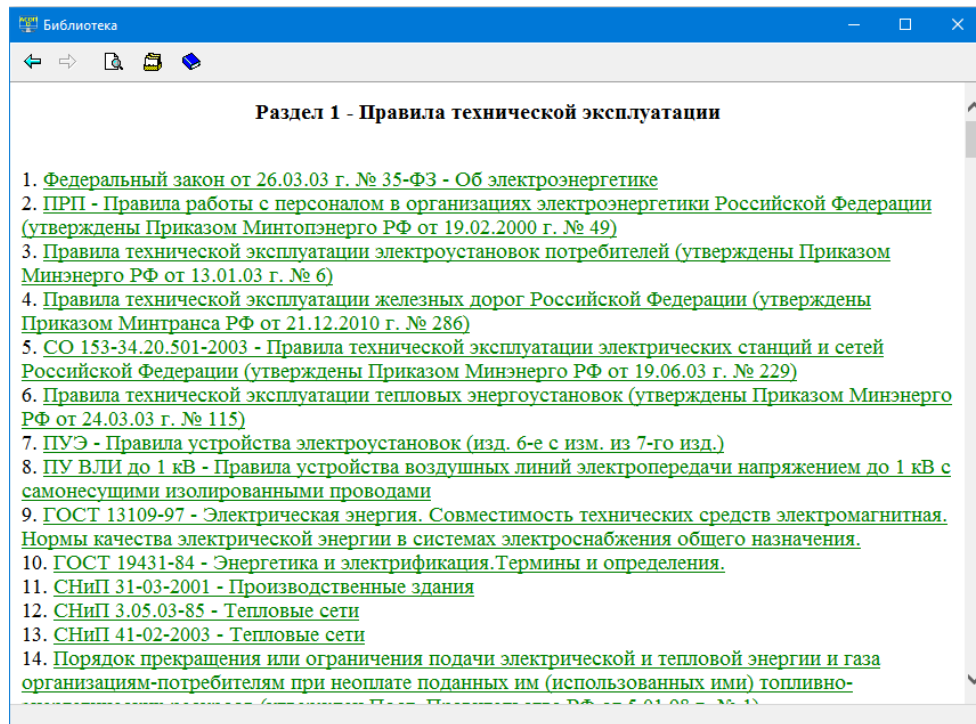 Библиотека
Раздел 1 - Правила технической эксплуатации
1. Федеральный закон от 26.03.03 г. № 35-ФЗ - Об электроэнергетике
2. ПРП - Правила работы с персоналом в организациях электроэнергетики Российской Федерации
(утверждены Приказом Минтопэнерго РФ от 19.02.2000 г. № 49)
3. Правила технической эксплуатации электроустановок потребителей (утверждены Приказом
Минэнерго РФ от 13.01.03 г. № 6)
4. Правила технической эксплуатации железных дорог Российской Федерации (утверждены
Приказом Минтранса РФ от 21.12.2010 г. № 286)
5. СО 153-34.20.501-2003 - Правила технической эксплуатации электрических станций и сетей
Российской Федерации (утверждены Приказом Минэнерго РФ от 19.06.03 г. № 229)
6. Правила технической эксплуатации тепловых энергоустановок (утверждены Приказом Минэнерго
РФ от 24.03.03 г. № 115)
7. ПУЭ - Правила устройства электроустановок (изд. 6-е с изм. из 7-го изд.)
8. ПУ ВЛИ до 1 кВ - Правила устройства воздушных линий электропередачи напряжением до 1 кВ с
самонесущими изолированными проводами
9. ГОСТ 13109-97 - Электрическая энергия. Совместимость технических средств электромагнитная.
Нормы качества электрической энергии в системах электроснабжения общего назначения.
10. ГОСТ 19431-84 - Энергетика и электрификация.Термины и определения.
11. СНиП 31-03-2001 - Производственные здания
12. СНиП 3.05.03-85 - Тепловые сети
13. СНиП 41-02-2003 - Тепловые сети
14. Порядок прекращения или ограничения подачи электрической и тепловой энергии и газа
организациям-потребителям при неоплате поданных им (использованных ими) топливно-